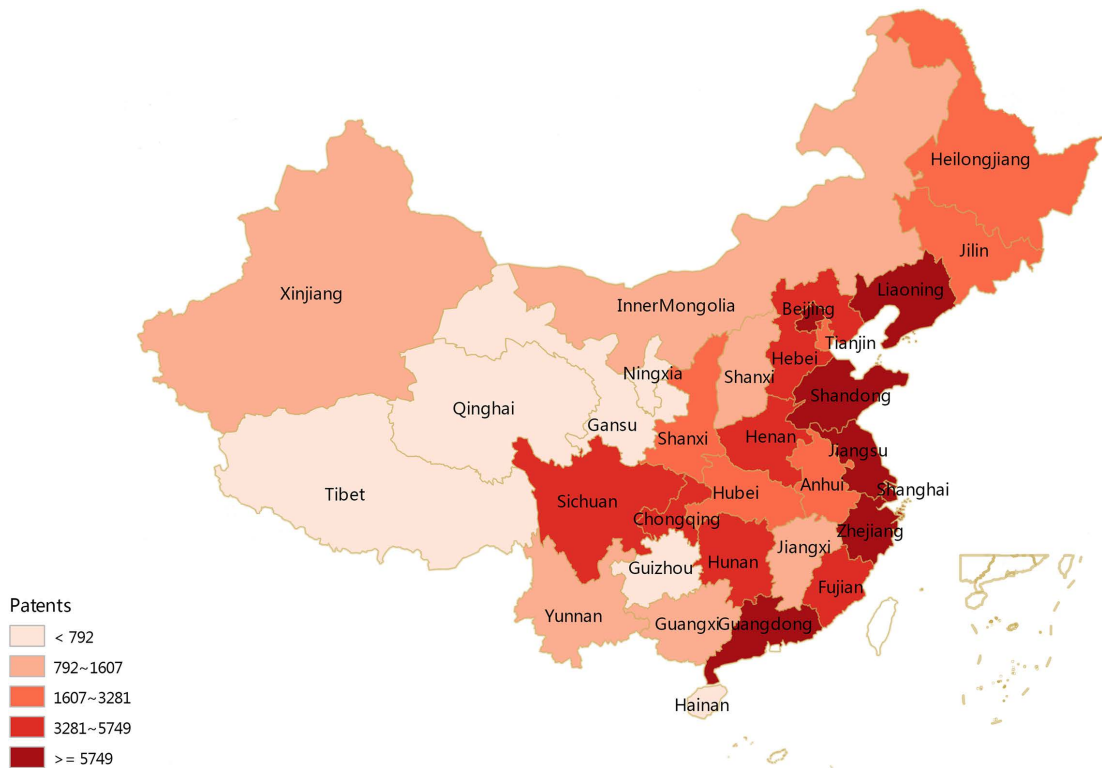 Heilongjiang
Jilin
Liaoning
Xinjiang
InnerMongolia
Beijing
Tianjin
Hebei
Ningxia
Shanxi
Shandong
Qinghai
Gansu
Shanxi
Henan
Jiangsu
Tibet
Sichuan
Hubei
Anhui
Shanghai
Chongqing
Zhejiang
Jiangxi
Hunan
Guizhou
Fujian
Yunnan
Guangxi
Guangdong
Hainan
Patents
< 792
792~1607
1607~3281
3281~5749
>= 5749